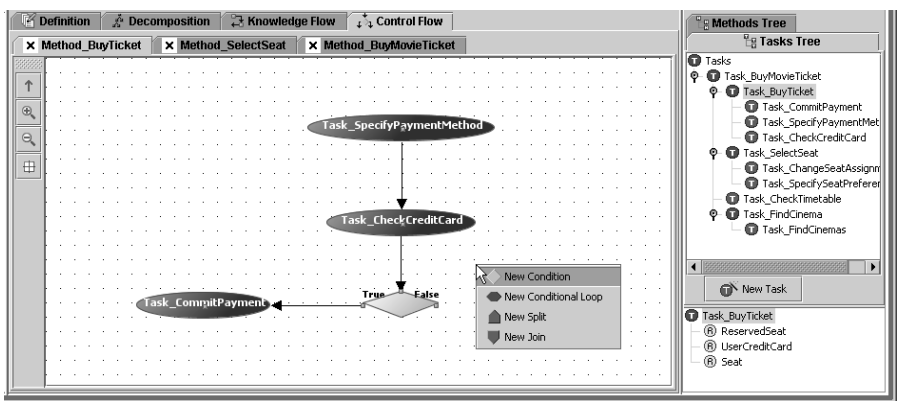 Definition Decomposition Knowledge Flow Control Flow
Method_BuyTicket Method_SelectSeat Method_BuyMovieTicket
Task_SpecifyPaymentMethod
Task_CheckCreditCard
True False
Task_CommitPayment
New Condition
New Conditional Loop
New Split
New Join
Methods Tree
Tasks Tree
Tasks
Task_BuyMovieTicket
Task_BuyTicket
Task_CommitPayment
Task_SpecifyPaymentMet
Task_CheckCreditCard
Task_SelectSeat
Task_ChangeSeatAssignm
Task_SpecifySeatPreferer
Task_CheckTimetable
Task_FindCinema
Task_FindCinemas
New Task
Task_BuyTicket
ReservedSeat
UserCreditCard
Seat